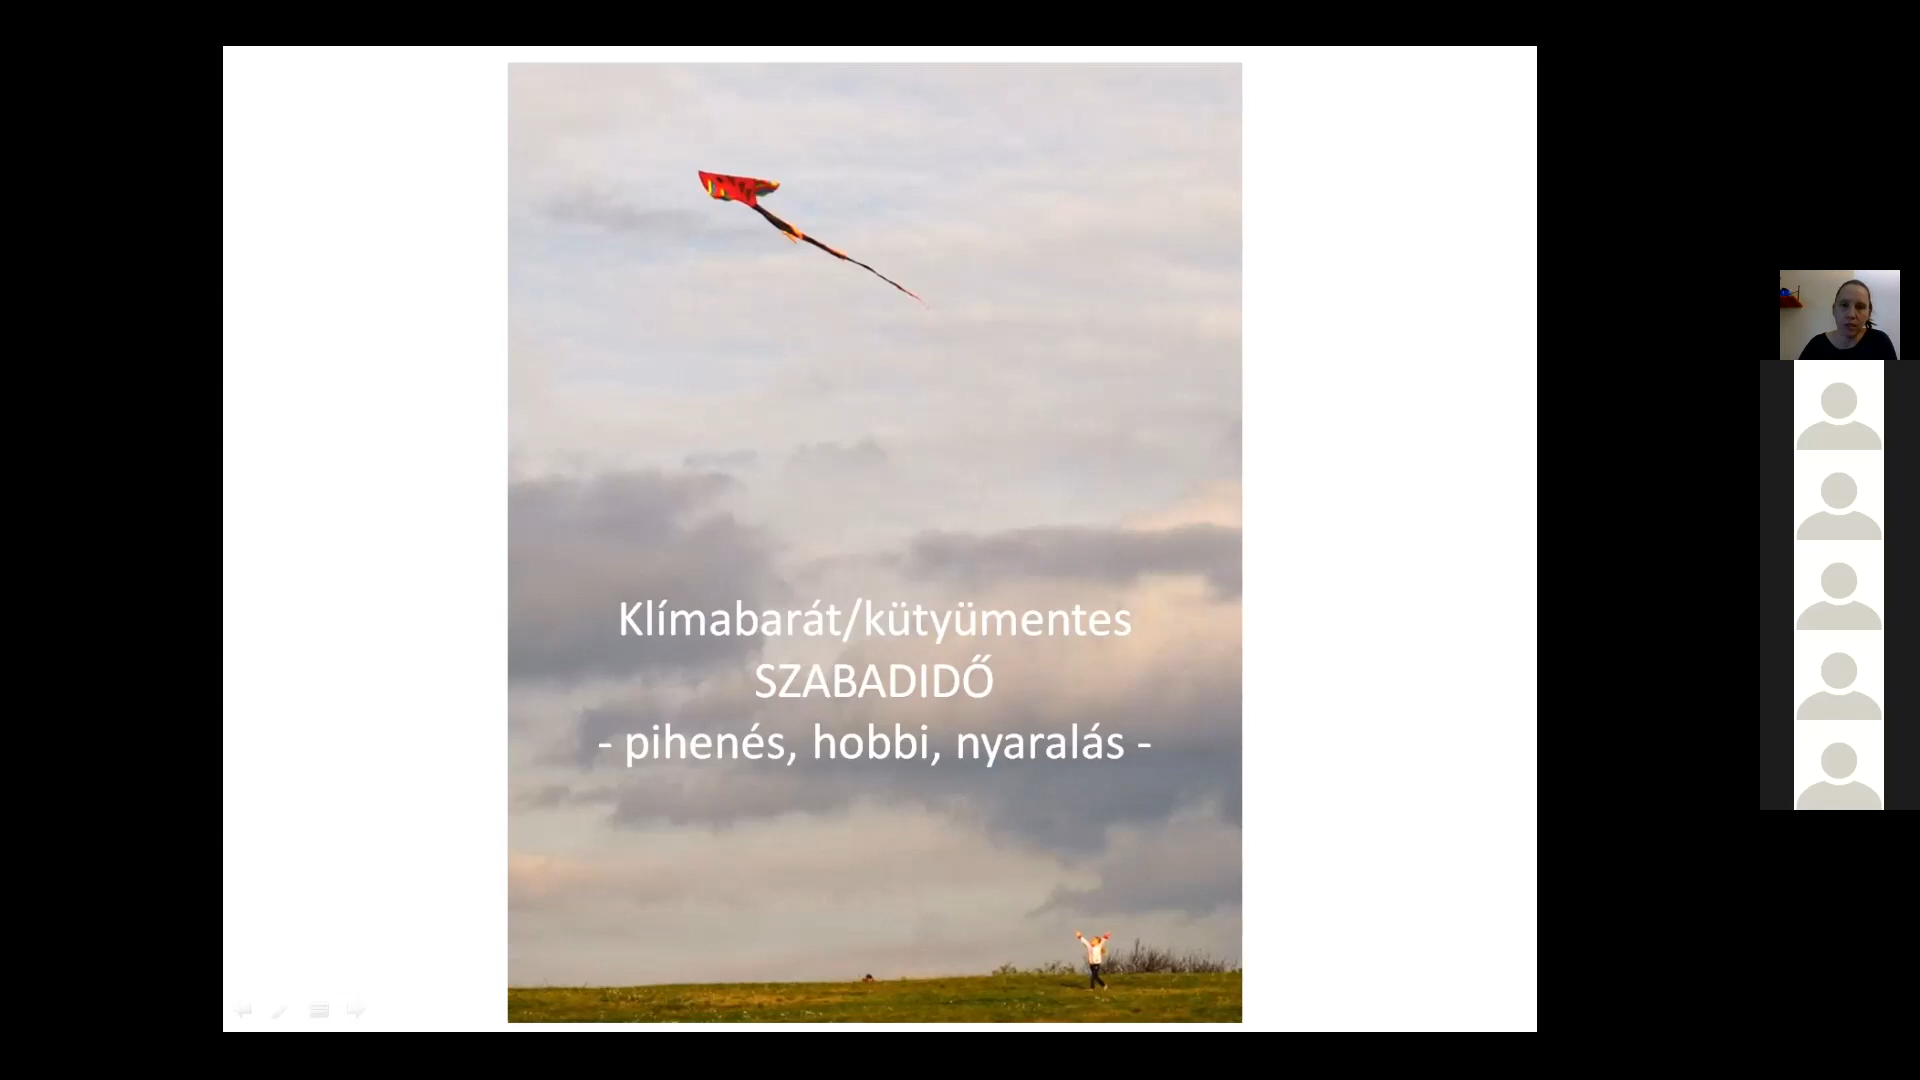 Klímabarát/kütyümentes
SZABADIDŐ
- pihenés, hobbi, nyaralás -